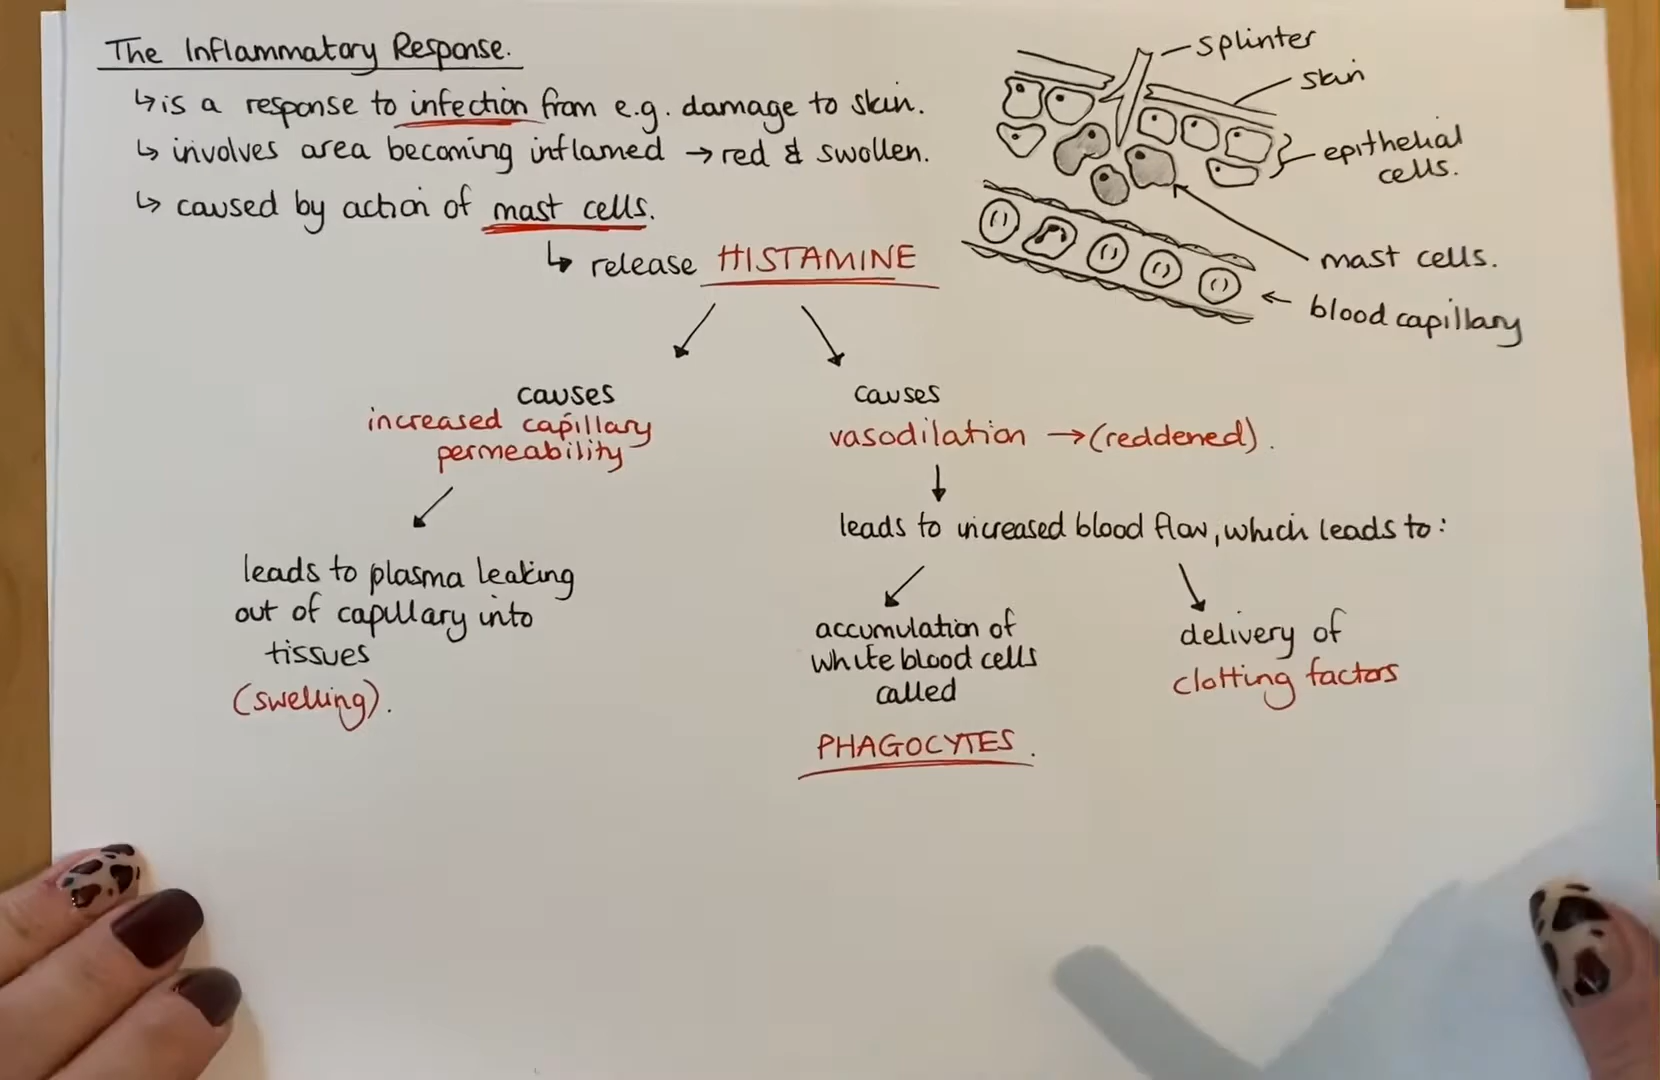 The Inflammatory Response.
↳ is a response to infection from e.g. damage to skin.
↳ involves area becoming inflamed → red & swollen.
↳ caused by action of mast cells.
↳ release HISTAMINE
splinter
skin
epithelial
cells.
mast cells.
blood capillary
causes
increased capillary
permeability
leads to plasma leaking
out of capillary into
tissues
(swelling).
causes
vasodilation → (reddened).
leads to increased blood flow, which leads to:
accumulation of
white blood cells
called
PHAGOCYTES.
delivery of
clotting factors